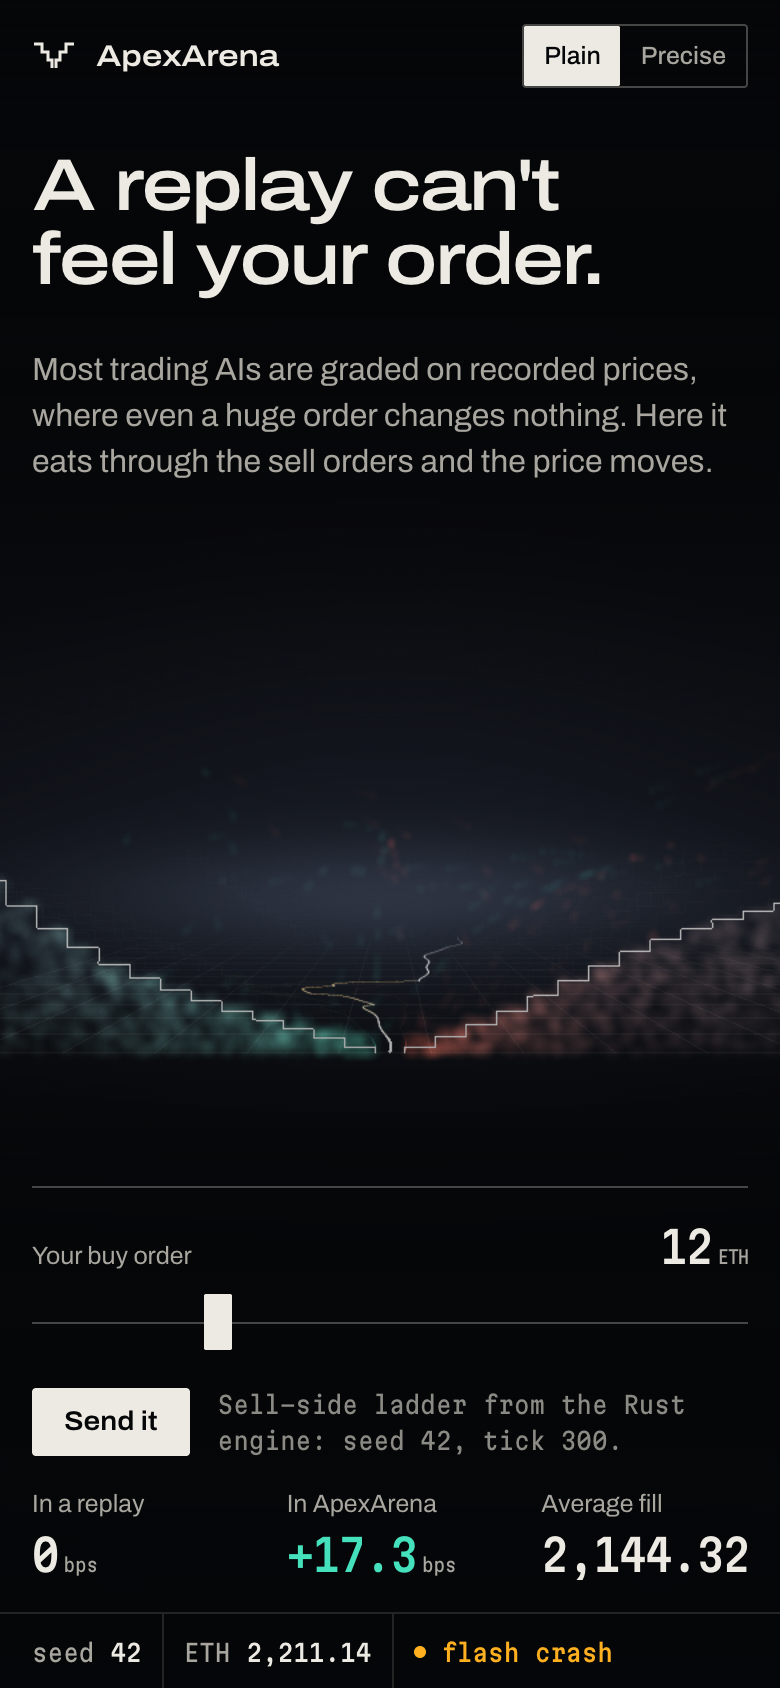 ApexArena
Plain Precise
A replay can't
feel your order.
Most trading AIs are graded on recorded prices,
where even a huge order changes nothing. Here it
eats through the sell orders and the price moves.
Your buy order 12 ETH
Send it
Sell-side ladder from the Rust
engine: seed 42, tick 300.
In a replay In ApexArena Average fill
0 bps +17.3 bps 2,144.32
seed 42 ETH 2,211.14 flash crash